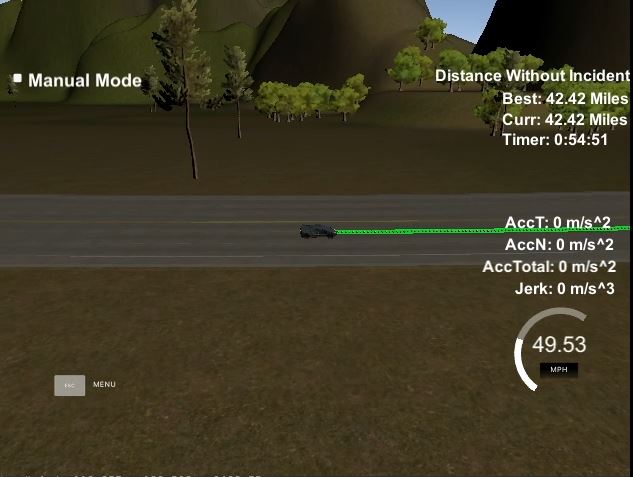 Manual Mode
Distance Without Incident
Best: 42.42 Miles
Curr: 42.42 Miles
Timer: 0:54:51
AccT: 0 m/s^2
AccN: 0 m/s^2
AccTotal: 0 m/s^2
Jerk: 0 m/s^3
49.53
MPH
ESC MENU